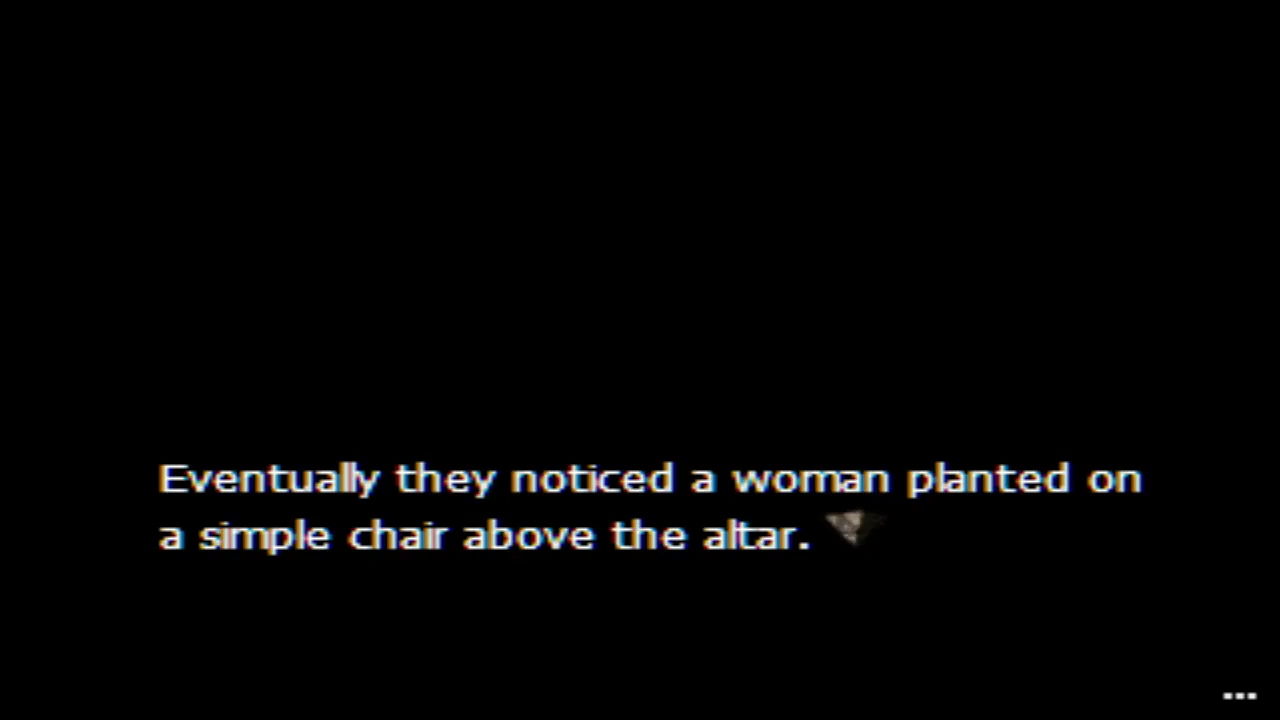 Eventually they noticed a woman planted on
a simple chair above the altar.
...